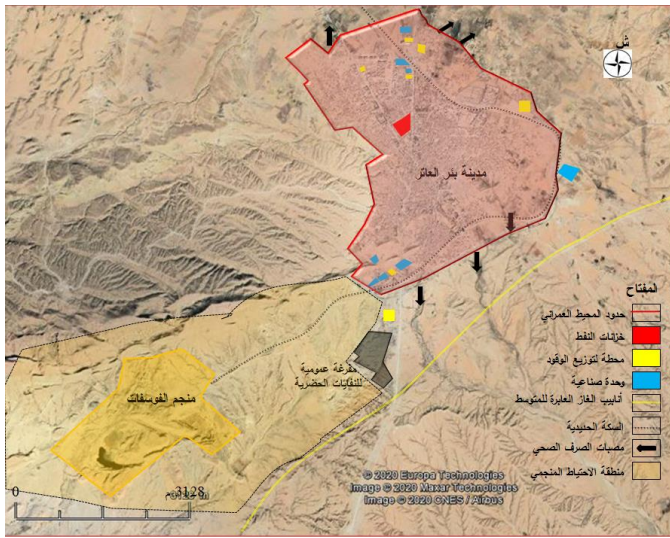 ش
مدينة بئر العاتر
المفتاح
حدود المحيط العمراني
خزانات النفط
محطة لتوزيع الوقود
وحدة صناعية
أنابيب الغاز العابرة للمتوسط
السكة الحديدية
مصبات الصرف الصحي
منطقة الاحتياط المنجمي
مفرغة عمومية
للنفايات الحضرية
منجم الفوسفات
0
3128
© 2020 Europa Technologies
Image © 2020 Maxar Technologies
Image © 2020 CNES / Airbus